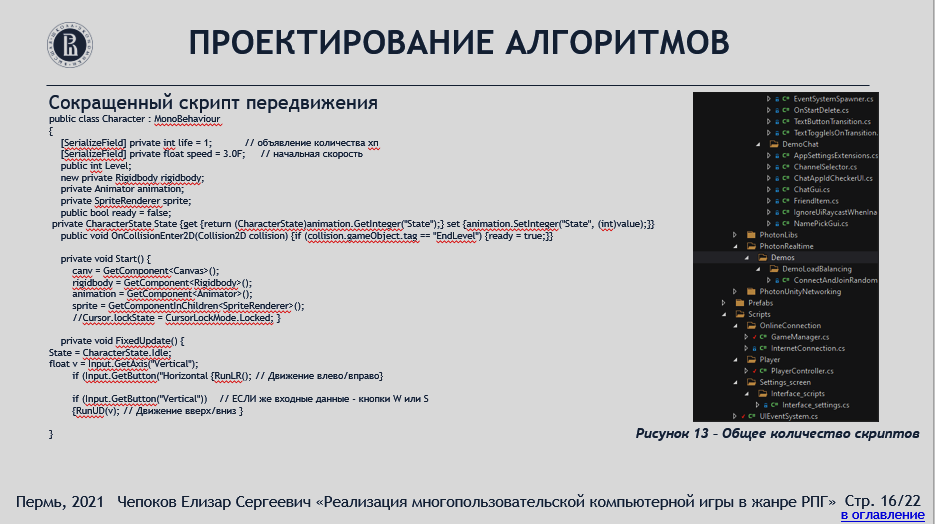 ПРОЕКТИРОВАНИЕ АЛГОРИТМОВ
Сокращенный скрипт передвижения
public class Character : MonoBehaviour
{
[SerializeField] private int life = 1; // объявление количества хп
[SerializeField] private float speed = 3.0F; // начальная скорость
public int Level;
new private Rigidbody rigidbody;
private Animator animation;
private SpriteRenderer sprite;
public bool ready = false;
private CharacterState State {get {return (CharacterState)animation.GetInteger("State");} set {animation.SetInteger("State", (int)value);}}
public void OnCollisionEnter2D(Collision2D collision) {if (collision.gameObject.tag == "EndLevel") {ready = true;}}
private void Start() {
canv = GetComponent<Canvas>();
rigidbody = GetComponent<Rigidbody>();
animation = GetComponent<Animator>();
sprite = GetComponentInChildren<SpriteRenderer>();
//Cursor.lockState = CursorLockMode.Locked; }
private void FixedUpdate() {
State = CharacterState.Idle;
float v = Input.GetAxis("Vertical");
if (Input.GetButton("Horizontal {RunLR(); // Движение влево/вправо}
if (Input.GetButton("Vertical")) // ЕСЛИ же входные данные - кнопки W или S
{RunUD(v); // Движение вверх/вниз }
}
EventSystemSpawner.cs
OnStartDelete.cs
TextButtonTransition.cs
TextToggleIsOnTransition.
DemoChat
AppSettingsExtensions.cs
ChannelSelector.cs
ChatAppIdCheckerUI.cs
ChatGui.cs
FriendItem.cs
IgnoreUiRaycastWhenIna
NamePickGui.cs
PhotonLibs
PhotonRealtime
Demos
DemoLoadBalancing
ConnectAndJoinRandom
PhotonUnityNetworking
Prefabs
Scripts
OnlineConnection
GameManager.cs
InternetConnection.cs
Player
PlayerController.cs
Settings_screen
Interface_scripts
Interface_settings.cs
UIEventSystem.cs
Рисунок 13 – Общее количество скриптов
Пермь, 2021 Чепоков Елизар Сергеевич «Реализация многопользовательской компьютерной игры в жанре РПГ» Стр. 16/22
в оглавление